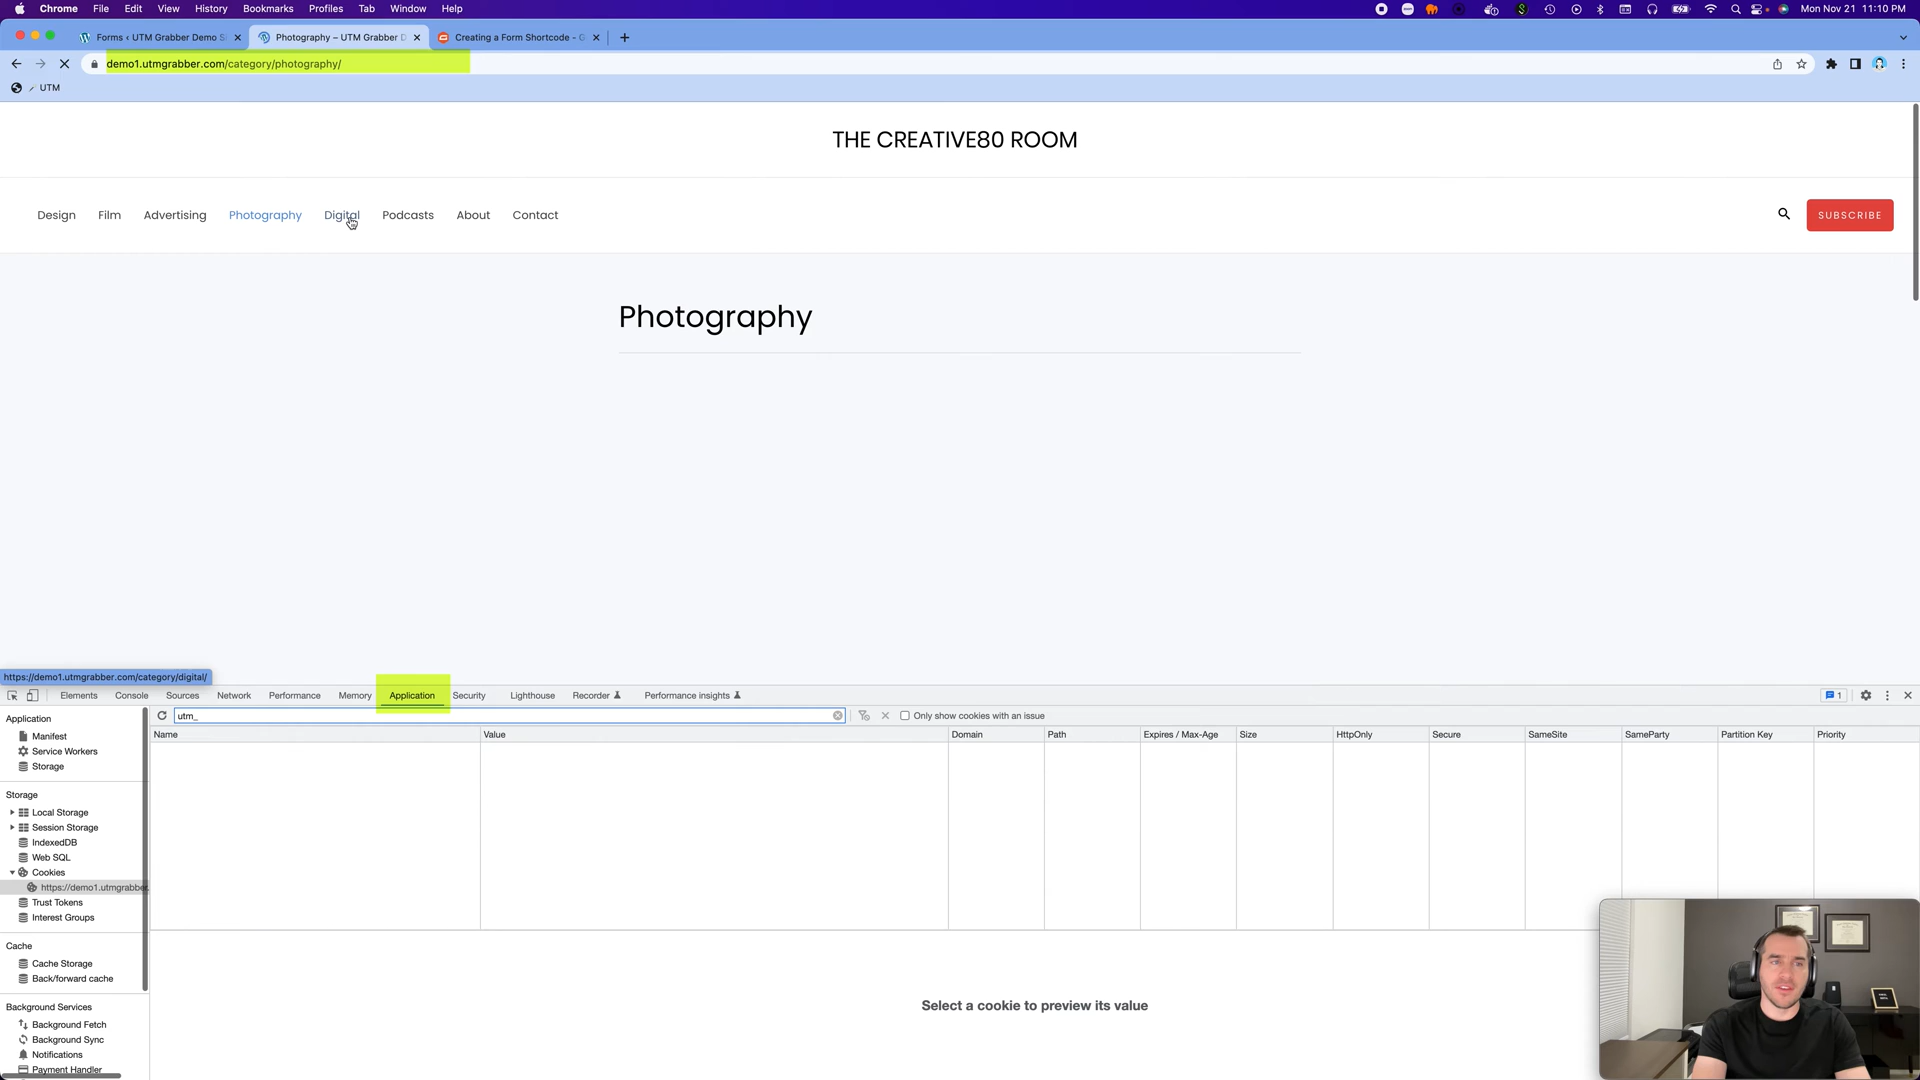 Chrome File Edit View History Bookmarks Profiles Tab Window Help
Mon Nov 21 11:10 PM
Forms ‹ UTM Grabber Demo S
Photography – UTM Grabber D
Creating a Form Shortcode - G
demo1.utmgrabber.com/category/photography/
UTM
THE CREATIVE80 ROOM
Design Film Advertising Photography Digital Podcasts About Contact
SUBSCRIBE
Photography
https://demo1.utmgrabber.com/category/digital/
Elements Console Sources Network Performance Memory Application Security Lighthouse Recorder Performance insights
1
Application
utm_
Only show cookies with an issue
Name Value Domain Path Expires / Max-Age Size HttpOnly Secure SameSite SameParty Partition Key Priority
Manifest
Service Workers
Storage
Storage
Local Storage
Session Storage
IndexedDB
Web SQL
Cookies
https://demo1.utmgrabber.
Trust Tokens
Interest Groups
Cache
Cache Storage
Back/forward cache
Background Services
Background Fetch
Background Sync
Notifications
Payment Handler
Select a cookie to preview its value